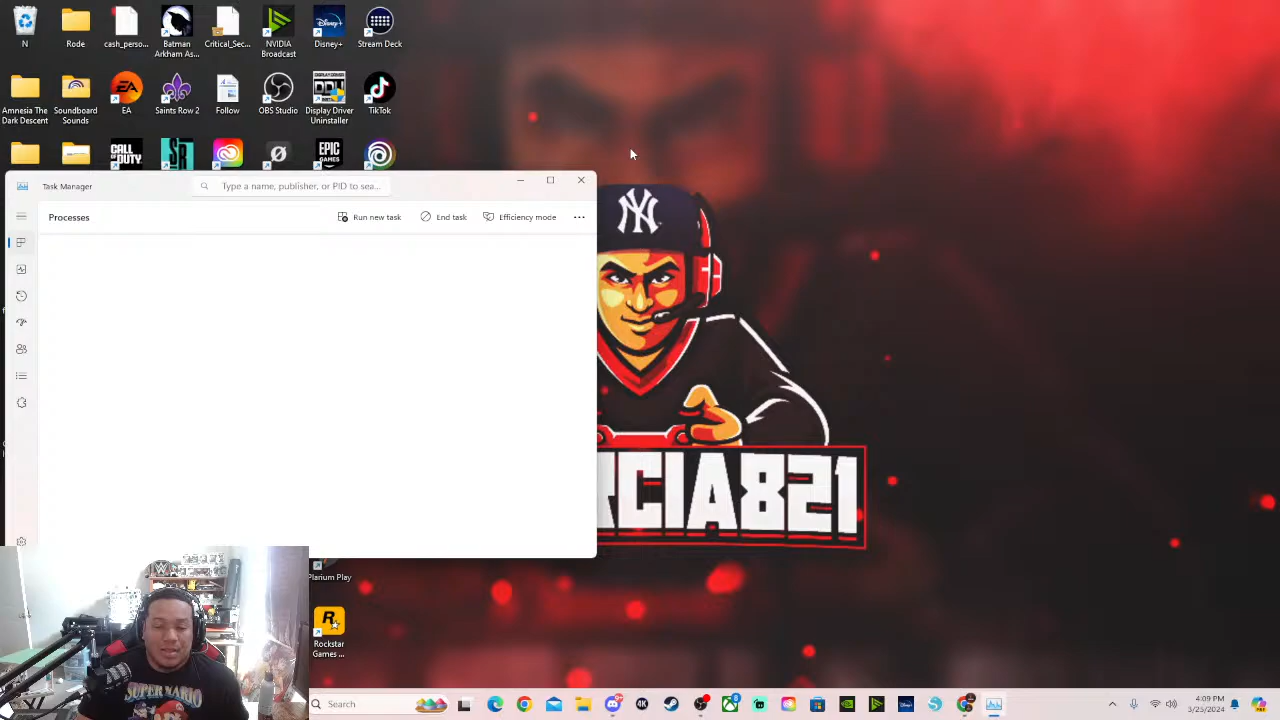 N
Rode
cash_perso...
Batman
Arkham As...
Critical_Sec...
NVIDIA
Broadcast
Disney+
Stream Deck
Amnesia The
Dark Descent
Soundboard
Sounds
EA
Saints Row 2
Follow
OBS Studio
Display Driver
Uninstaller
TikTok
CALL OF DUTY
EPIC
GAMES
Task Manager
Type a name, publisher, or PID to sea...
Processes
Run new task
End task
Efficiency mode
NY
RCIA821
Plarium Play
Rockstar
Games ...
SUPER MARIO
Search
4:09 PM
3/25/2024